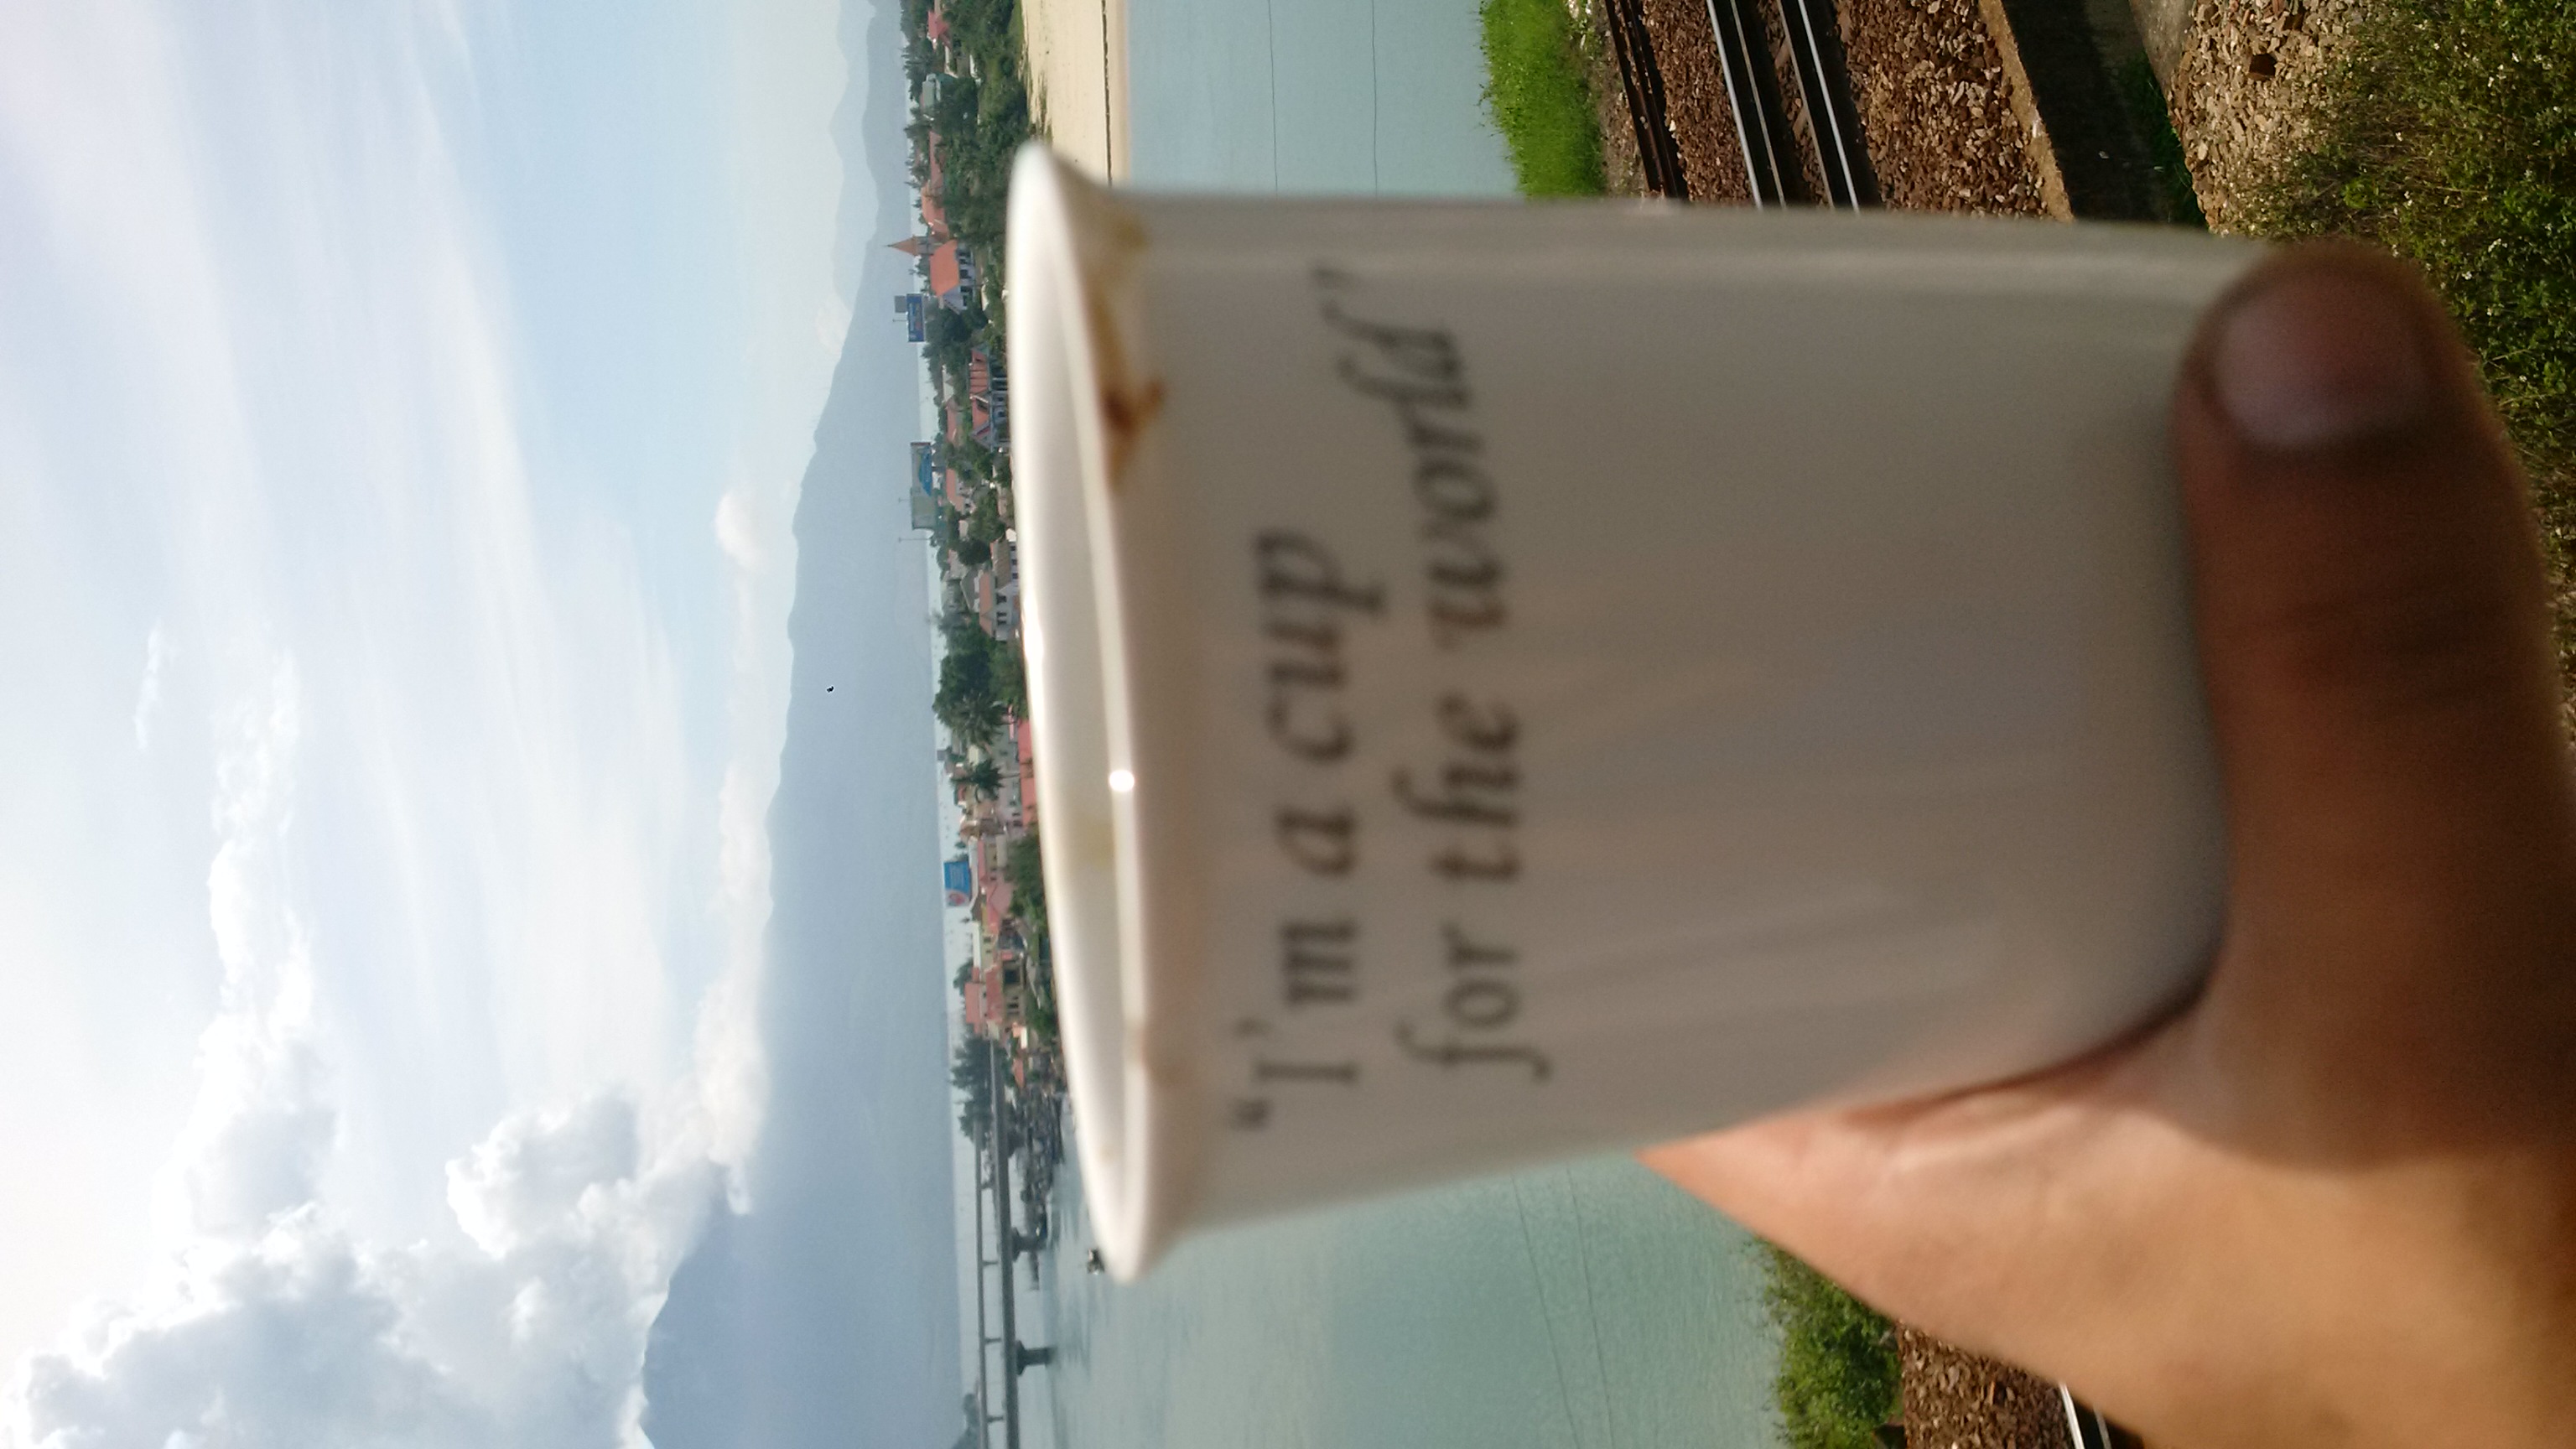 "I'm a cup
for the world"